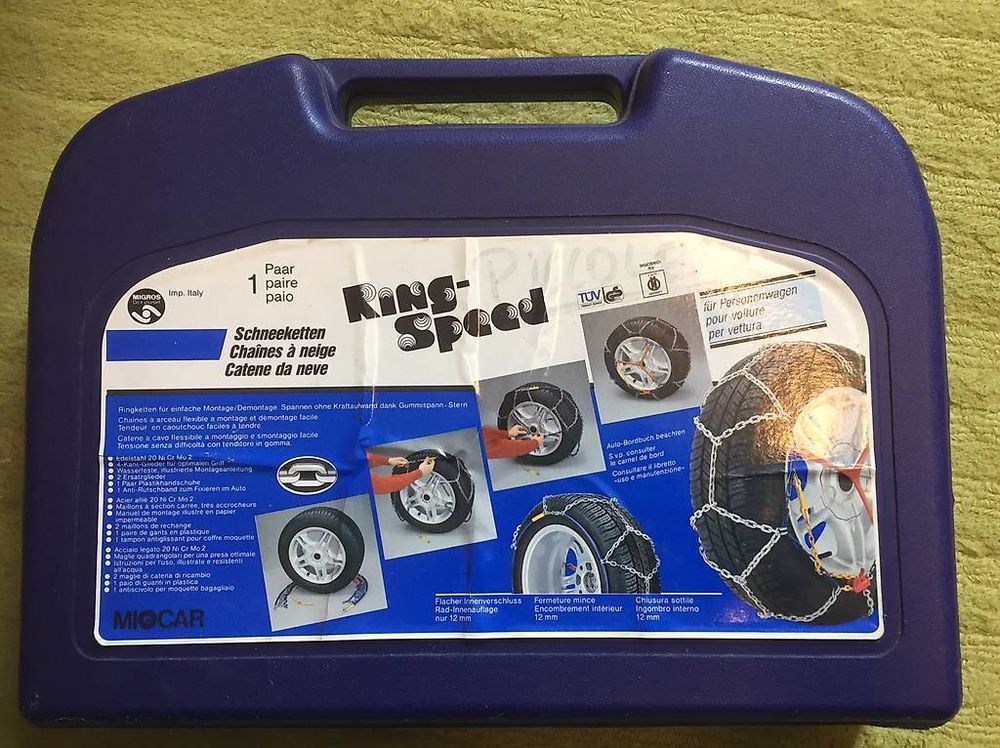 MIGROS
Do it yourself
Imp. Italy
1 Paar
paire
paio
Ring-
Speed
TÜV GS
für Personenwagen
pour voiture
per vettura
Schneeketten
Chaînes à neige
Catene da neve
Ringketten für einfache Montage/Demontage. Spannen ohne Kraftaufwand dank Gummispann-Stern
Chaînes à arceau flexible a montage et demontage facile
Tendeur en caoutchouc faciles à tendre
Catene a cavo flessibile a montaggio e smontaggio facile
Tensione senza difficoltà con tenditore in gomma.
Edelstahl 20 Ni Cr Mo 2
4-Kant-Glieder für optimalen Grif
Wasserfeste, illustrierte Montageanleitung
2 Ersatzglieder
1 Paar Plastikhandschuhe
1 Anti-Rutschband zum Fixieren im Auto
Acier allié 20 Ni Cr Mo 2
Maillons à section carrée, très accrocheurs
Manuel de montage illustré en papier
imperméable
2 maillons de rechange
1 paire de gants en plastique
1 tampon antiglissant pour coffre moquette
Acciaio legato 20 Ni Cr Mo 2
Maglie quadrangolari per una presa ottimale
Istruzioni per l'uso, illustrate e resistenti
all'acqua
2 maglie di catena di ricambio
1 paio di guanti in plastica
1 antiscivolo per moquette bagagliaio
Auto-Bordbuch beachten
S.v.p. consulter
le carnet de bord
Consultare il libretto
«uso e manutenzione»
MIOCAR
Flacher Innenverschluss
Rad-Innenauflage
nur 12 mm
Fermeture mince
Encombrement intérieur
12 mm
Chiusura sottile
Ingombro interno
12 mm